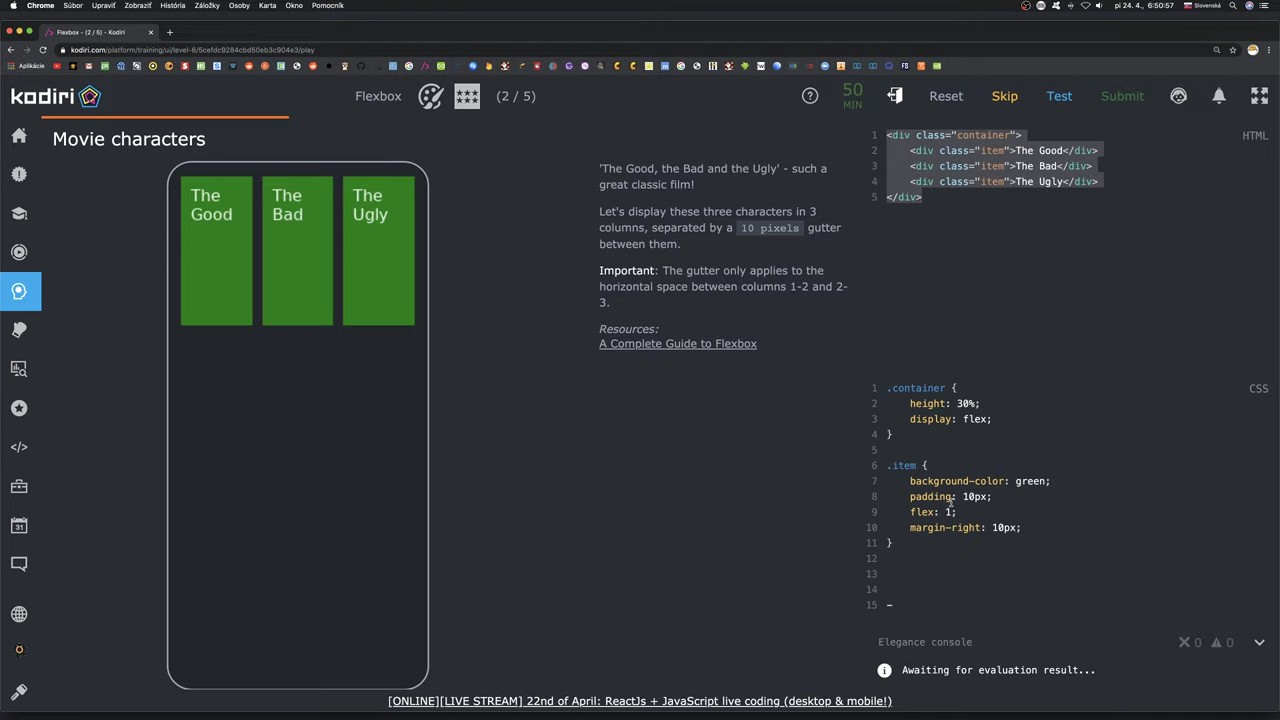 Chrome Súbor Upraviť Zobraziť História Záložky Osoby Karta Okno Pomocník
pi 24. 4., 6:50:57
Slovenská
Flexbox - (2 / 5) - Kodiri
kodiri.com/platform/training/ui/level-6/5cefdc9284cbd50eb3c904e3/play
Aplikácie
kodiri
Flexbox
(2 / 5)
50
MIN
Reset
Skip
Test
Submit
Movie characters
The
Good
The
Bad
The
Ugly
'The Good, the Bad and the Ugly' - such a
great classic film!
Let's display these three characters in 3
columns, separated by a 10 pixels gutter
between them.
Important: The gutter only applies to the
horizontal space between columns 1-2 and 2-
3.
Resources:
A Complete Guide to Flexbox
HTML
1 <div class="container">
2 <div class="item">The Good</div>
3 <div class="item">The Bad</div>
4 <div class="item">The Ugly</div>
5 </div>
CSS
1 .container {
2 height: 30%;
3 display: flex;
4 }
5
6 .item {
7 background-color: green;
8 padding: 10px;
9 flex: 1;
10 margin-right: 10px;
11 }
12
13
14
15
Elegance console
0 0
Awaiting for evaluation result...
[ONLINE][LIVE STREAM] 22nd of April: ReactJs + JavaScript live coding (desktop & mobile!)
31